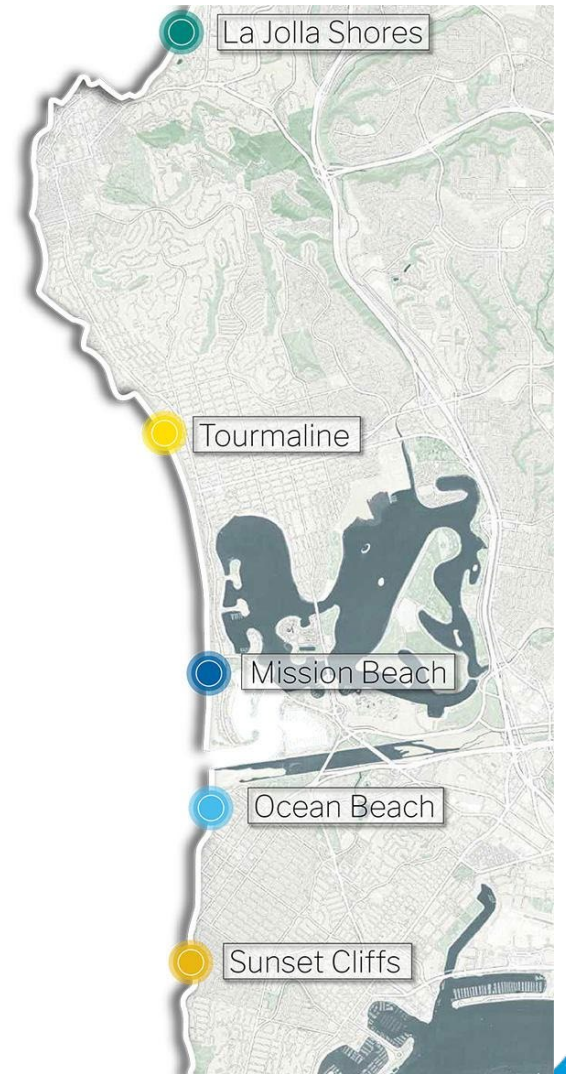 La Jolla Shores
Tourmaline
Mission Beach
Ocean Beach
Sunset Cliffs